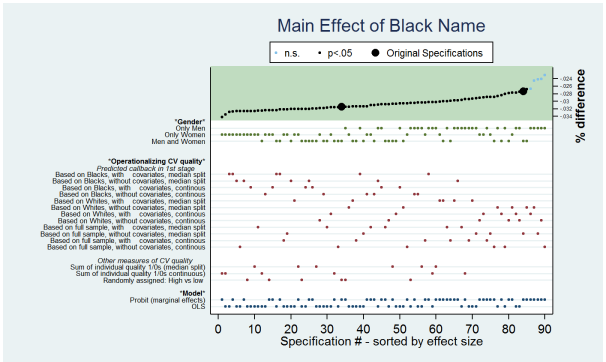 Main Effect of Black Name
n.s. p<.05 Original Specifications
-.024
-.026
-.028
-.03
-.032
-.034
% difference
*Gender*
Only Men
Only Women
Men and Women
*Operationalizing CV quality*
Predicted callback in 1st stage
Based on Blacks, with covariates, median split
Based on Blacks, without covariates, median split
Based on Blacks, with covariates, continous
Based on Blacks, without covariates, continous
Based on Whites, with covariates, median split
Based on Whites, without covariates, median split
Based on Whites, with covariates, continous
Based on Whites, without covariates, continous
Based on full sample, with covariates, median split
Based on full sample, without covariates, median split
Based on full sample, with covariates, continous
Based on full sample, without covariates, continous
Other measures of CV quality
Sum of individual quality 1/0s (median split)
Sum of individual quality 1/0s continuous)
Randomly assigned: High vs low
*Model*
Probit (marginal effects)
OLS
0 10 20 30 40 50 60 70 80 90
Specification # - sorted by effect size